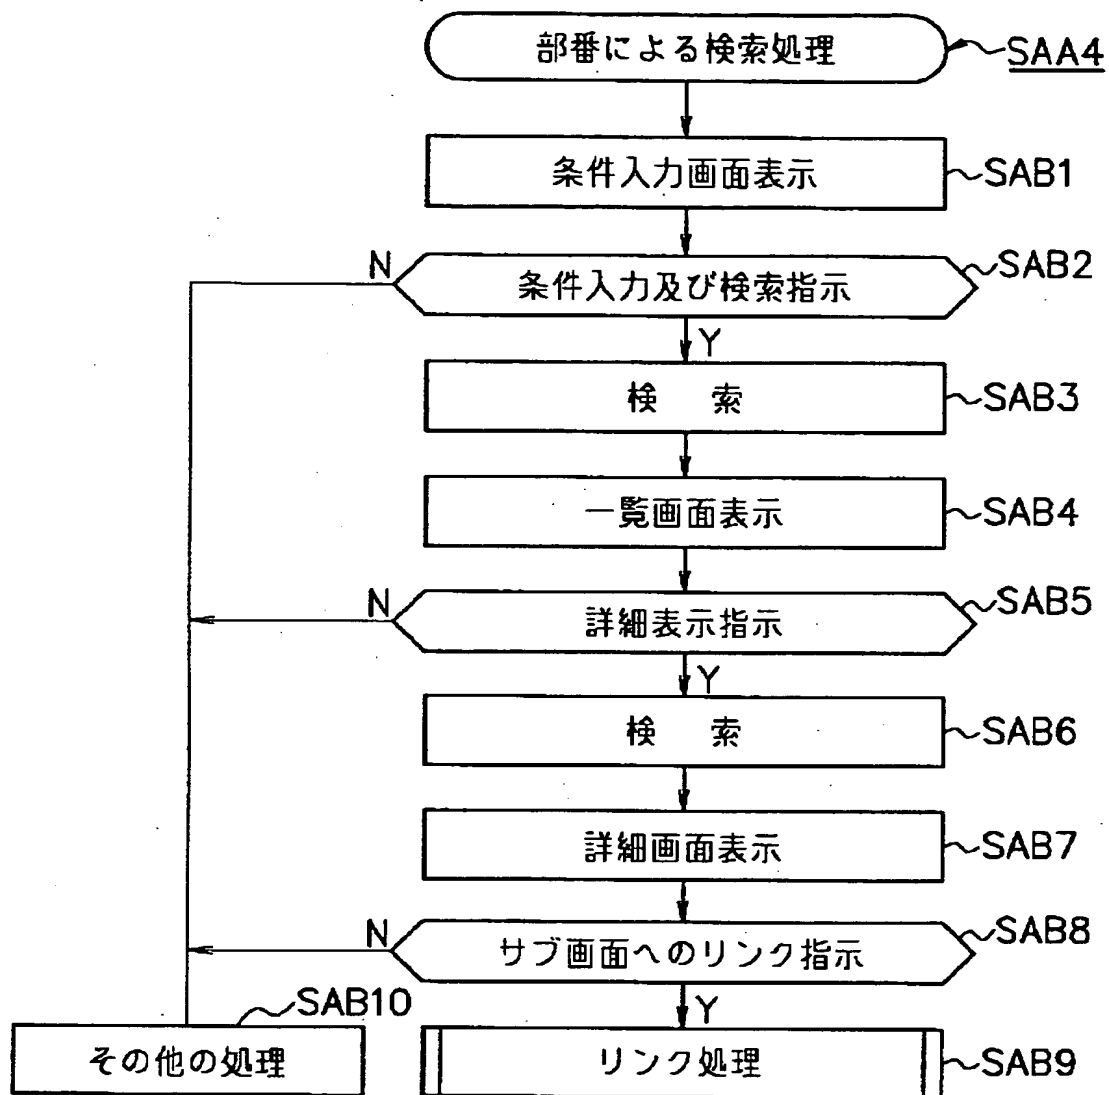 部番による検索処理
SAA4
条件入力画面表示
SAB1
N
条件入力及び検索指示
SAB2
Y
検 索
SAB3
一覧画面表示
SAB4
N
詳細表示指示
SAB5
Y
検 索
SAB6
詳細画面表示
SAB7
N
サブ画面へのリンク指示
SAB8
Y
SAB10
その他の処理
リンク処理
SAB9